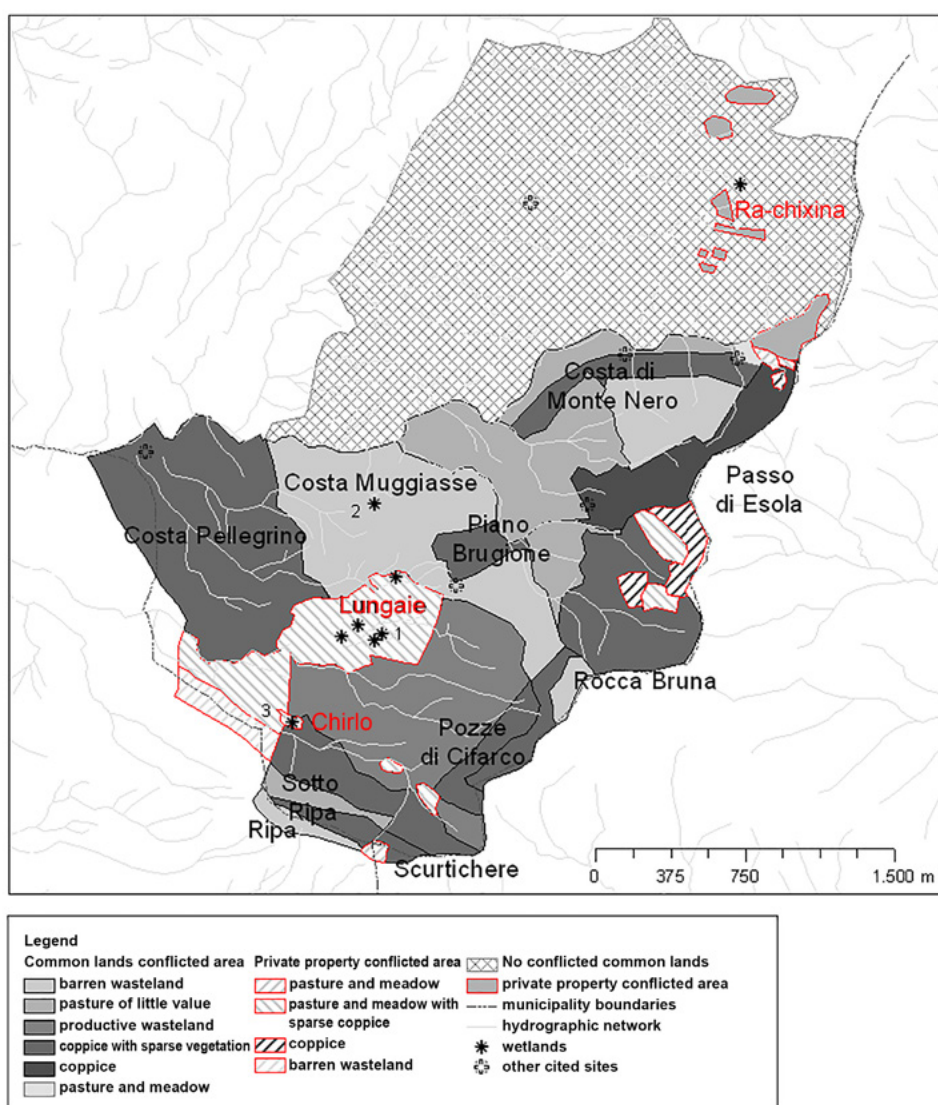 Ra-chixina
Costa di
Monte Nero
Passo
di Esola
Costa Muggiasse
2
Costa Pellegrino
Piano
Brugione
Lungaie
1
Rocca Bruna
3
Chirlo
Pozze
di Cifarco
Sotto
Ripa
Ripa
Scurtichere
0 375 750 1.500 m
Legend
Common lands conflicted area
barren wasteland
pasture of little value
productive wasteland
coppice with sparse vegetation
coppice
pasture and meadow
Private property conflicted area
pasture and meadow
pasture and meadow with
sparse coppice
coppice
barren wasteland
No conflicted common lands
private property conflicted area
municipality boundaries
hydrographic network
wetlands
other cited sites